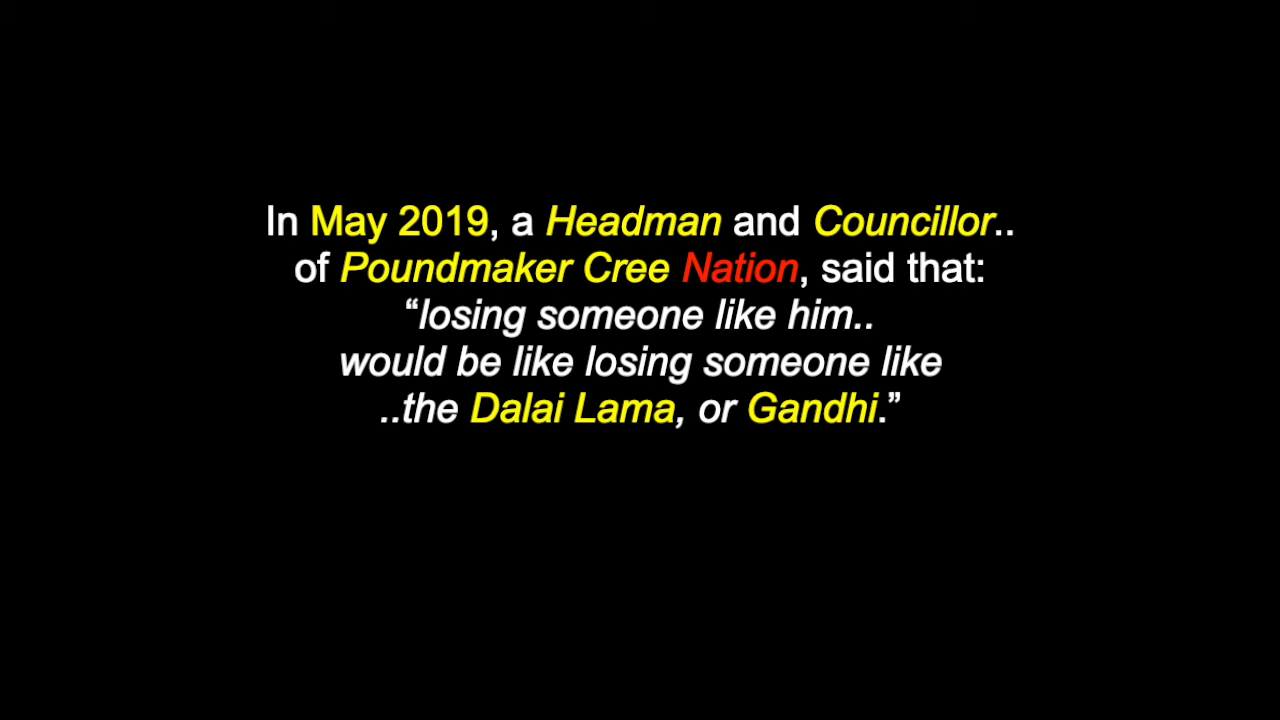 In May 2019, a Headman and Councillor..
of Poundmaker Cree Nation, said that:
“losing someone like him..
would be like losing someone like
..the Dalai Lama, or Gandhi.”